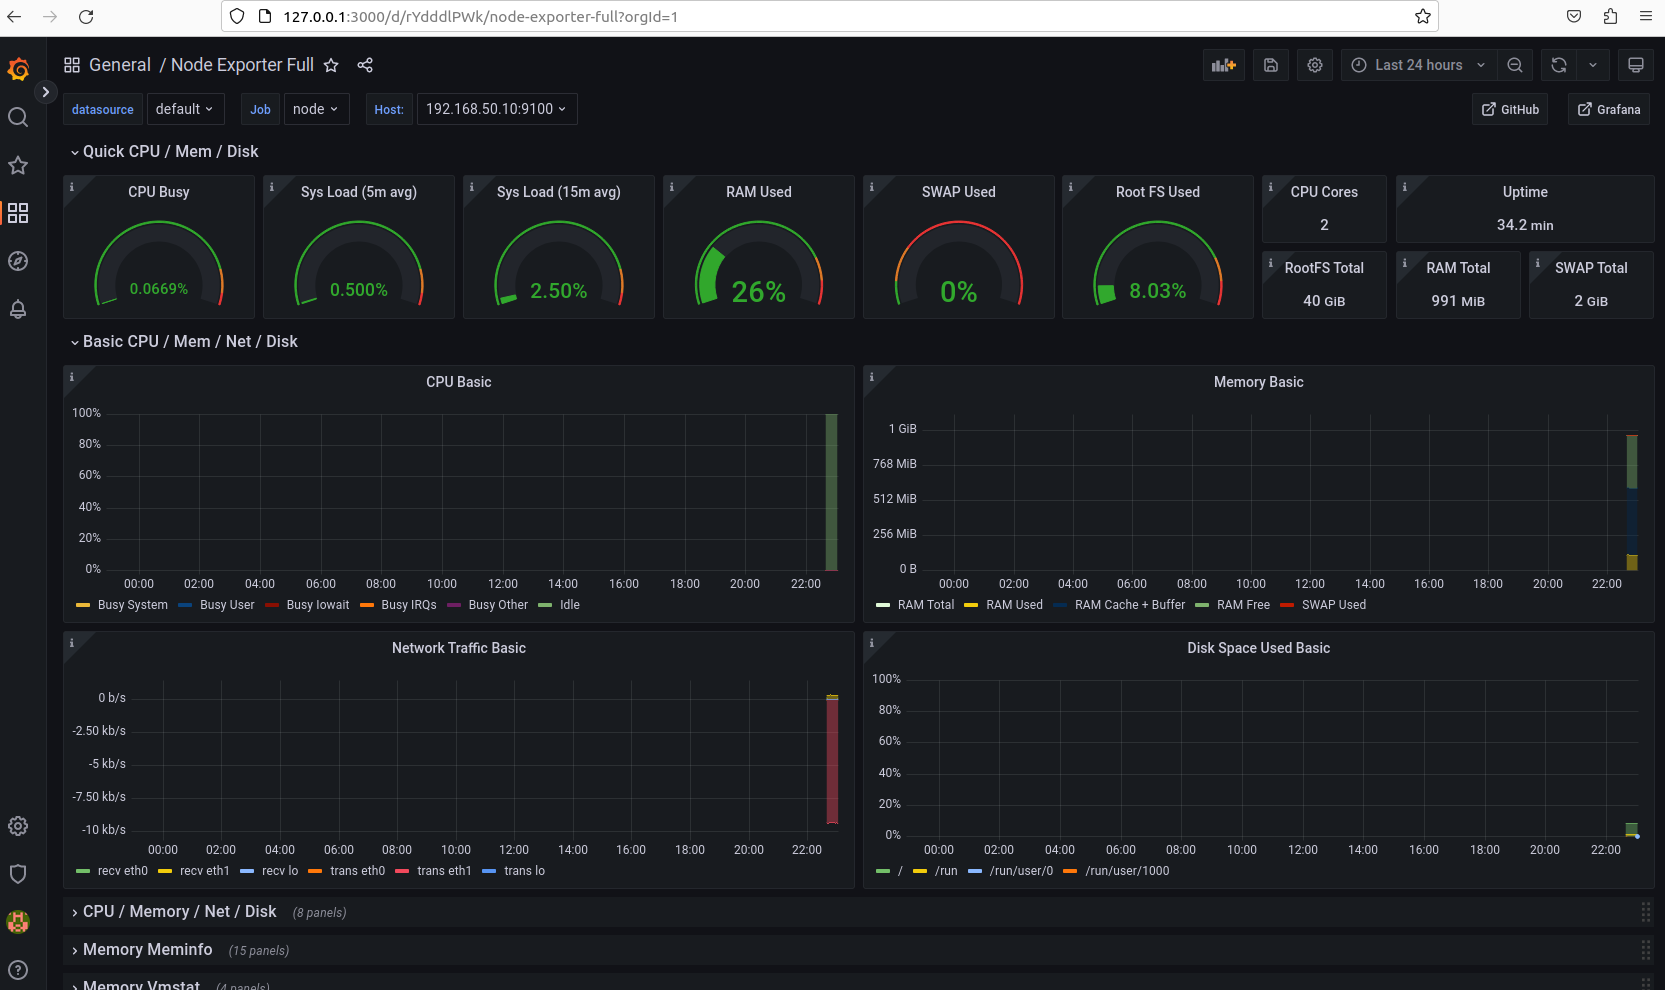 127.0.0.1:3000/d/rYdddlPWk/node-exporter-full?orgId=1
General / Node Exporter Full
Last 24 hours
datasource default Job node Host: 192.168.50.10:9100 GitHub Grafana
Quick CPU / Mem / Disk
CPU Busy
0.0669%
Sys Load (5m avg)
0.500%
Sys Load (15m avg)
2.50%
RAM Used
26%
SWAP Used
0%
Root FS Used
8.03%
CPU Cores
2
Uptime
34.2 min
RootFS Total
40 GiB
RAM Total
991 MiB
SWAP Total
2 GiB
Basic CPU / Mem / Net / Disk
CPU Basic
100%
80%
60%
40%
20%
0%
00:00 02:00 04:00 06:00 08:00 10:00 12:00 14:00 16:00 18:00 20:00 22:00
Busy System Busy User Busy Iowait Busy IRQs Busy Other Idle
Memory Basic
1 GiB
768 MiB
512 MiB
256 MiB
0 B
00:00 02:00 04:00 06:00 08:00 10:00 12:00 14:00 16:00 18:00 20:00 22:00
RAM Total RAM Used RAM Cache + Buffer RAM Free SWAP Used
Network Traffic Basic
0 b/s
-2.50 kb/s
-5 kb/s
-7.50 kb/s
-10 kb/s
00:00 02:00 04:00 06:00 08:00 10:00 12:00 14:00 16:00 18:00 20:00 22:00
recv eth0 recv eth1 recv lo trans eth0 trans eth1 trans lo
Disk Space Used Basic
100%
80%
60%
40%
20%
0%
00:00 02:00 04:00 06:00 08:00 10:00 12:00 14:00 16:00 18:00 20:00 22:00
/ /run /run/user/0 /run/user/1000
CPU / Memory / Net / Disk (8 panels)
Memory Meminfo (15 panels)
Memory Vmstat (4 panels)